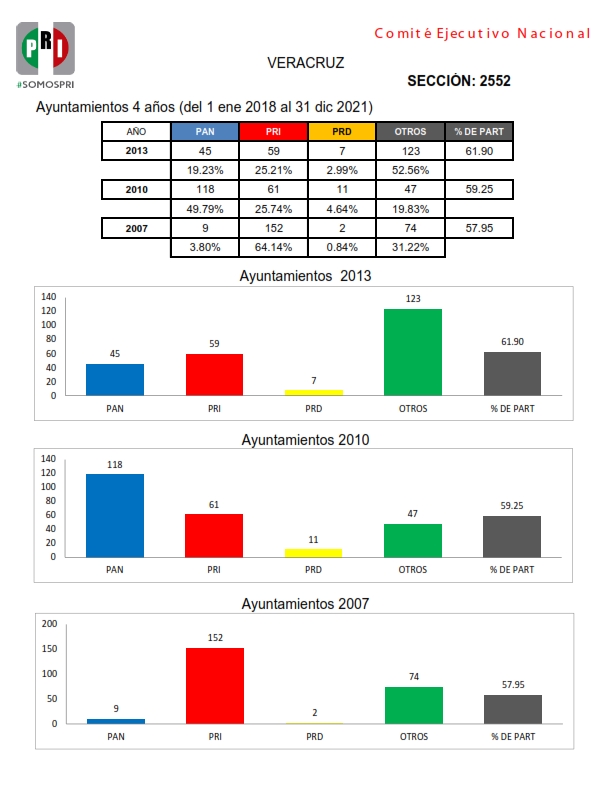 Comité Ejecutivo Nacional
PRI
#SOMOSPRI
VERACRUZ
SECCIÓN: 2552
Ayuntamientos 4 años (del 1 ene 2018 al 31 dic 2021)
AÑO PAN PRI PRD OTROS % DE PART
2013 45 59 7 123 61.90
19.23% 25.21% 2.99% 52.56%
2010 118 61 11 47 59.25
49.79% 25.74% 4.64% 19.83%
2007 9 152 2 74 57.95
3.80% 64.14% 0.84% 31.22%
Ayuntamientos 2013
140
120
100
80
60
40
20
0
45 59 7 123 61.90
PAN PRI PRD OTROS % DE PART
Ayuntamientos 2010
140
120
100
80
60
40
20
0
118 61 11 47 59.25
PAN PRI PRD OTROS % DE PART
Ayuntamientos 2007
200
150
100
50
0
9 152 2 74 57.95
PAN PRI PRD OTROS % DE PART